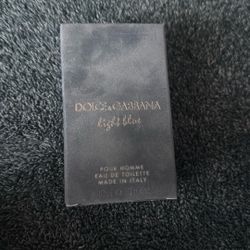 DOLCE & GABBANA
light blue
POUR HOMME
EAU DE TOILETTE
MADE IN ITALY